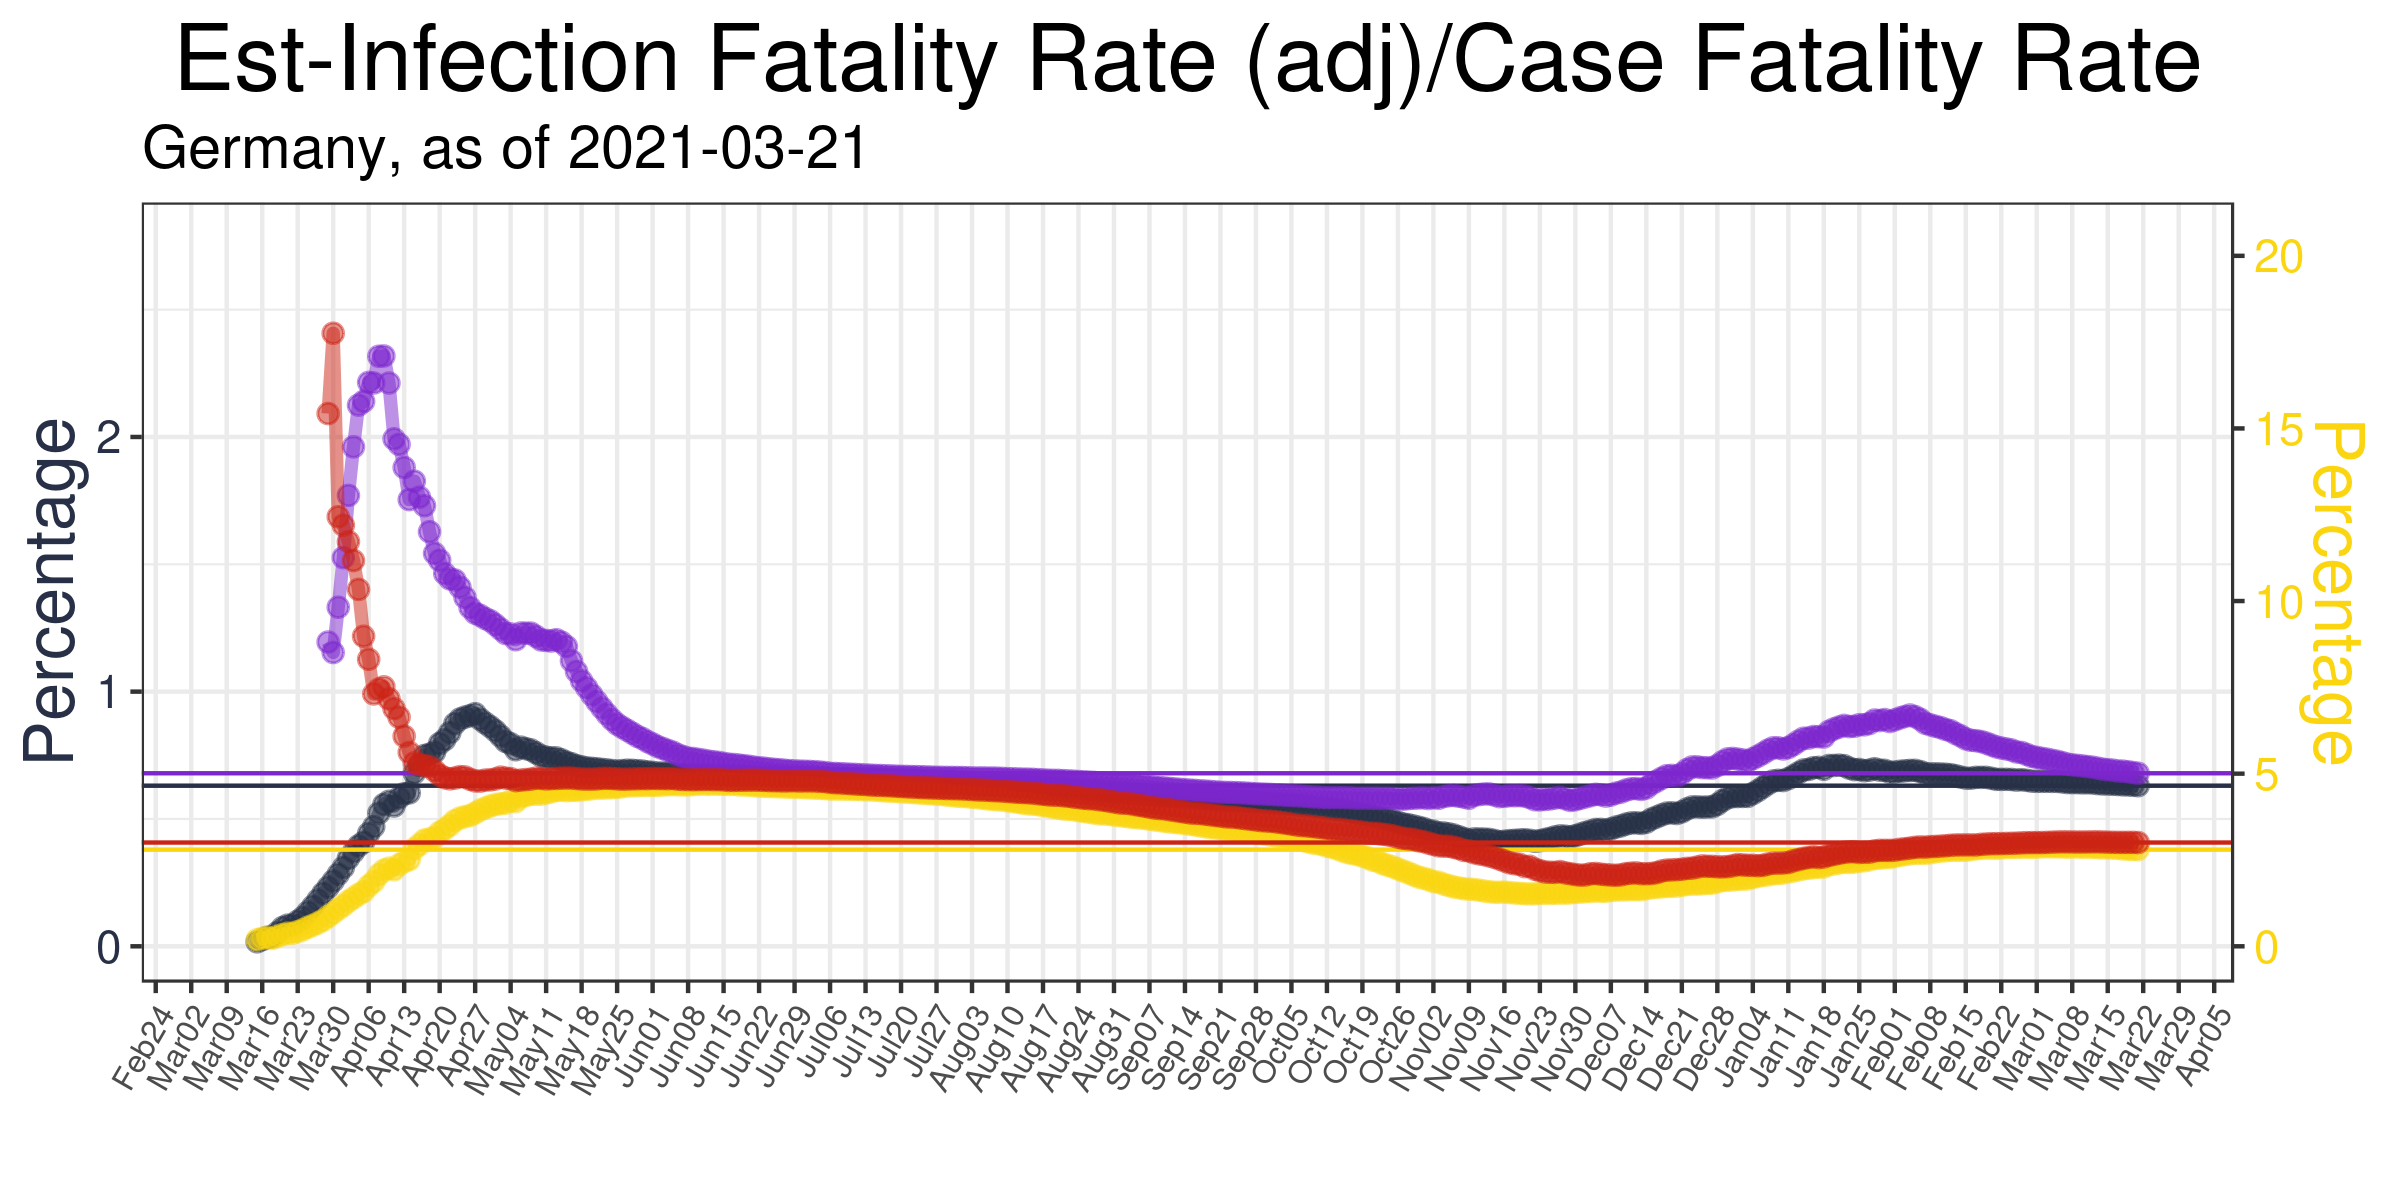 Est-Infection Fatality Rate (adj)/Case Fatality Rate
Germany, as of 2021-03-21
Percentage
2
1
0
20
15
10
5
0
Percentage
Feb24
Mar02
Mar09
Mar16
Mar23
Mar30
Apr06
Apr13
Apr20
Apr27
May04
May11
May18
May25
Jun01
Jun08
Jun15
Jun22
Jun29
Jul06
Jul13
Jul20
Jul27
Aug03
Aug10
Aug17
Aug24
Aug31
Sep07
Sep14
Sep21
Sep28
Oct05
Oct12
Oct19
Oct26
Nov02
Nov09
Nov16
Nov23
Nov30
Dec07
Dec14
Dec21
Dec28
Jan04
Jan11
Jan18
Jan25
Feb01
Feb08
Feb15
Feb22
Mar01
Mar08
Mar15
Mar22
Mar29
Apr05